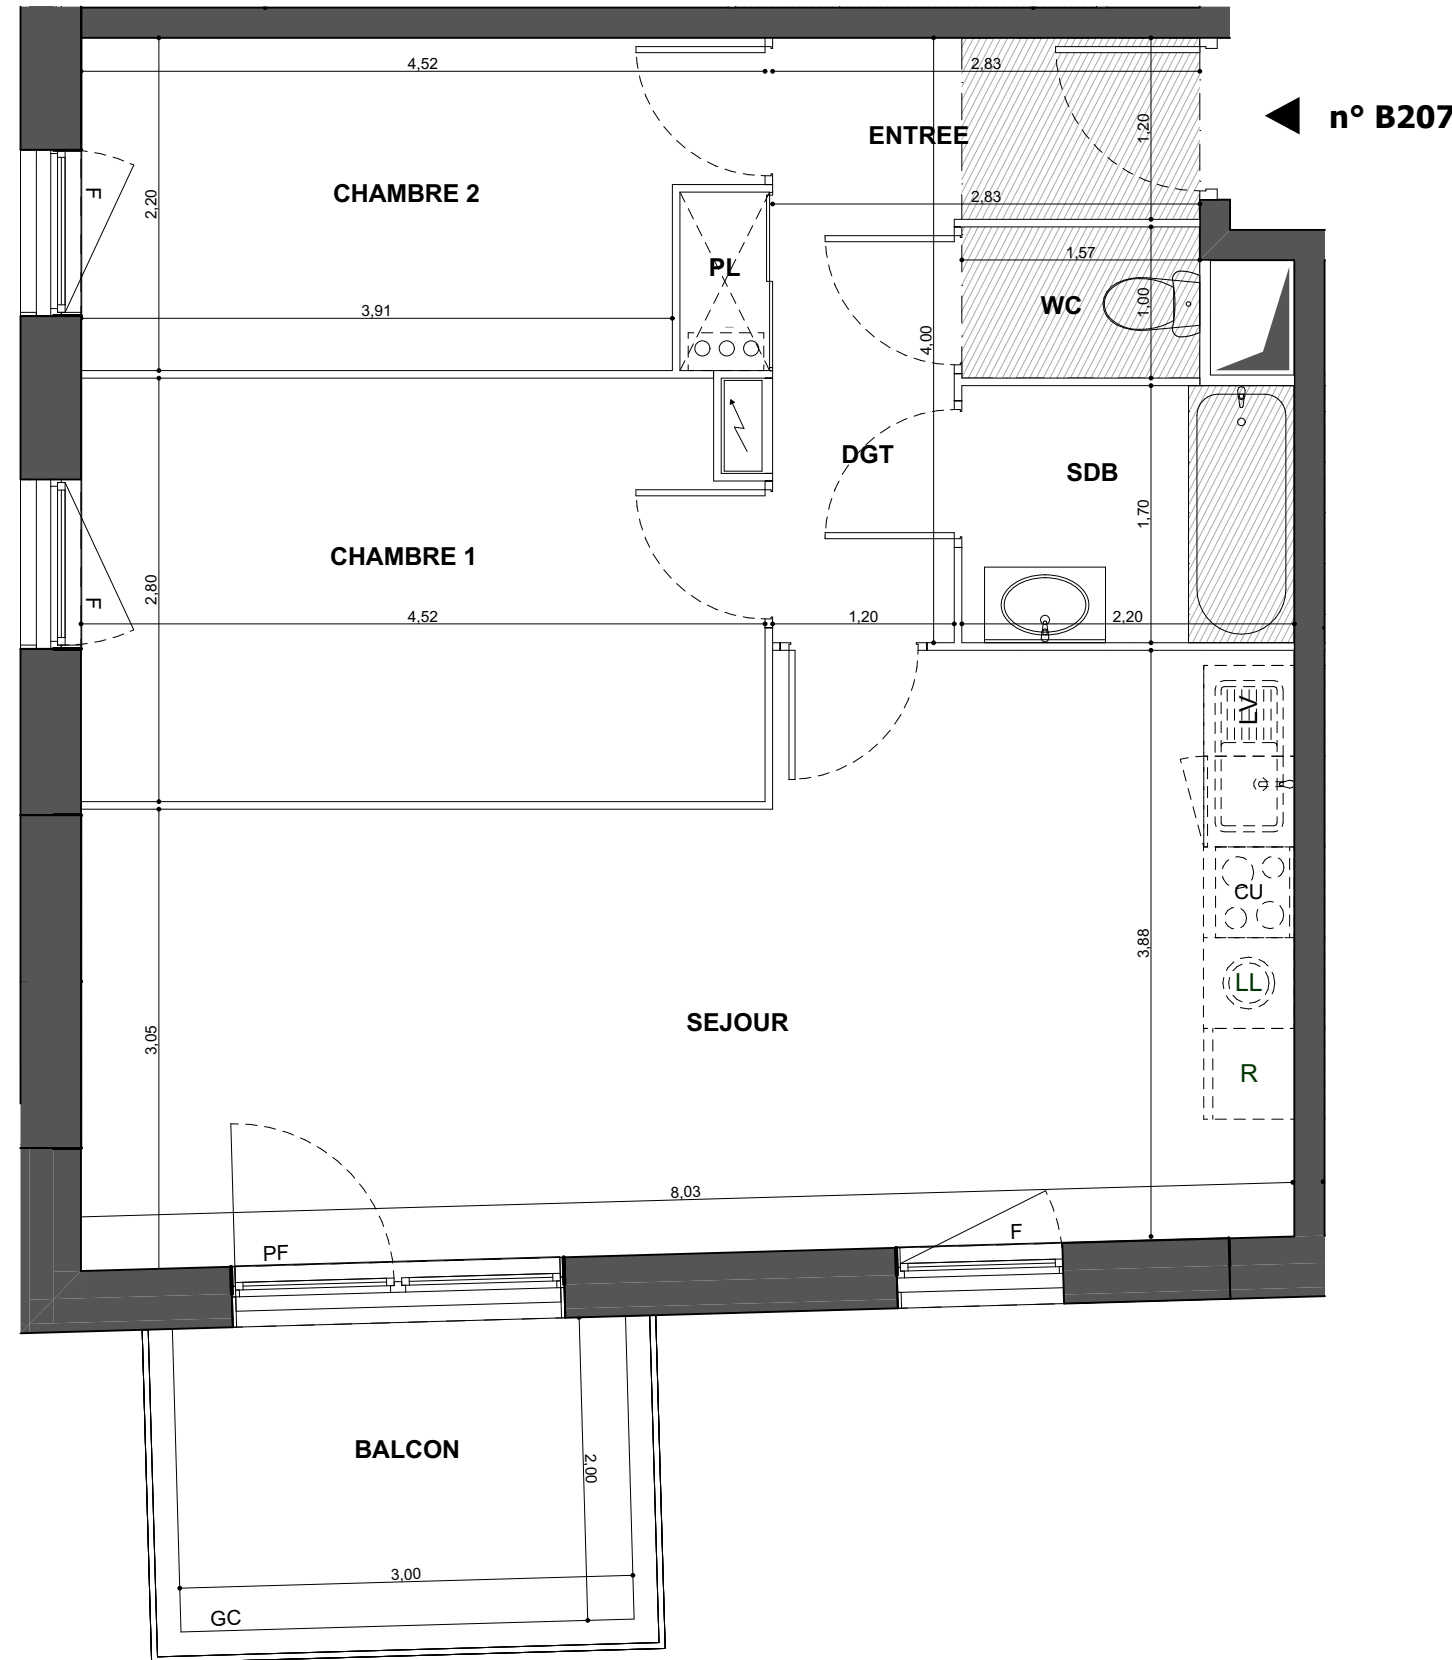 4,52
2,83
n° B207
1,20
ENTREE
CHAMBRE 2
F
2,20
2,83
1,57
PL
WC
1,00
3,91
4,00
DGT
SDB
1,70
CHAMBRE 1
F
2,80
4,52
1,20
2,20
LV
CU
3,88
LL
SEJOUR
3,05
R
8,03
F
PF
BALCON
2,00
3,00
GC